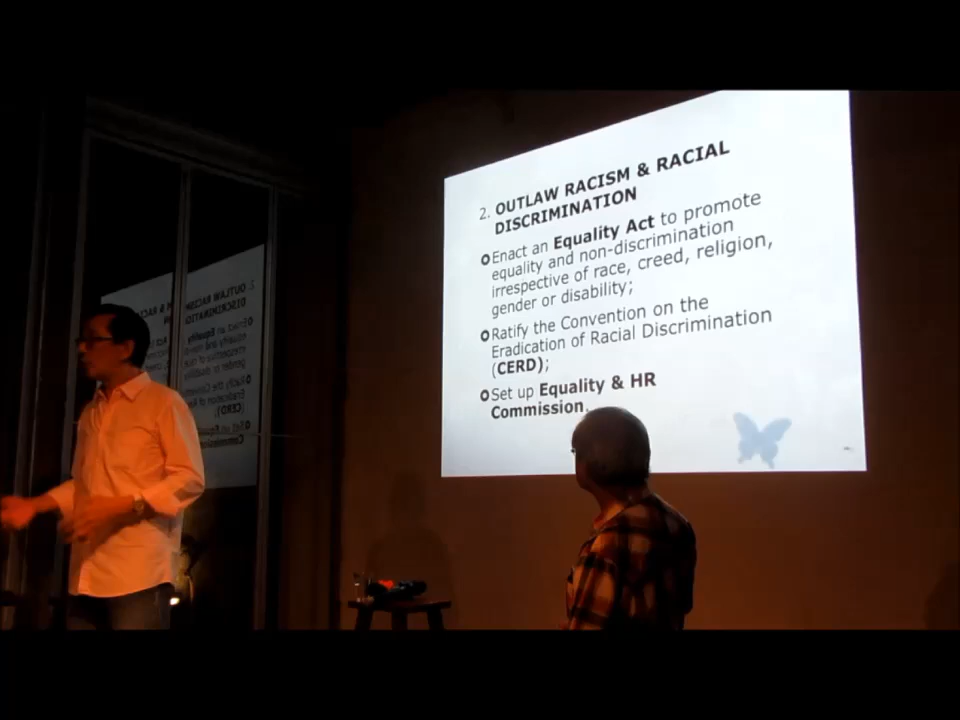 2. OUTLAW RACISM & RACIAL
DISCRIMINATION
Enact an Equality Act to promote
equality and non-discrimination
irrespective of race, creed, religion,
gender or disability;
Ratify the Convention on the
Eradication of Racial Discrimination
(CERD);
Set up Equality & HR
Commission.